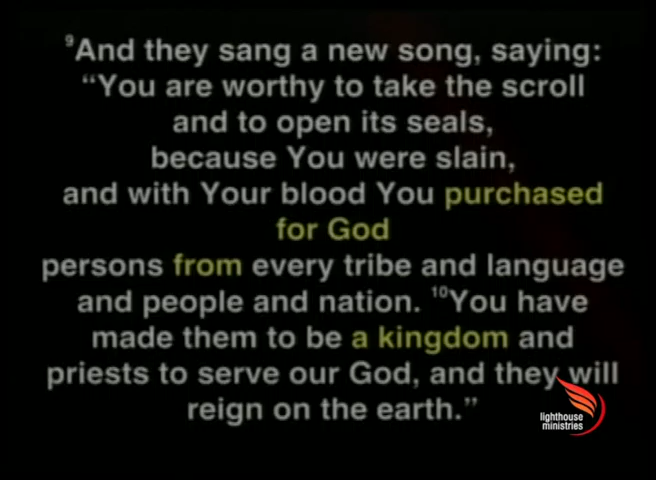 ⁹And they sang a new song, saying:
“You are worthy to take the scroll
and to open its seals,
because You were slain,
and with Your blood You purchased
for God
persons from every tribe and language
and people and nation. ¹⁰You have
made them to be a kingdom and
priests to serve our God, and they will
reign on the earth.”
lighthouse
ministries